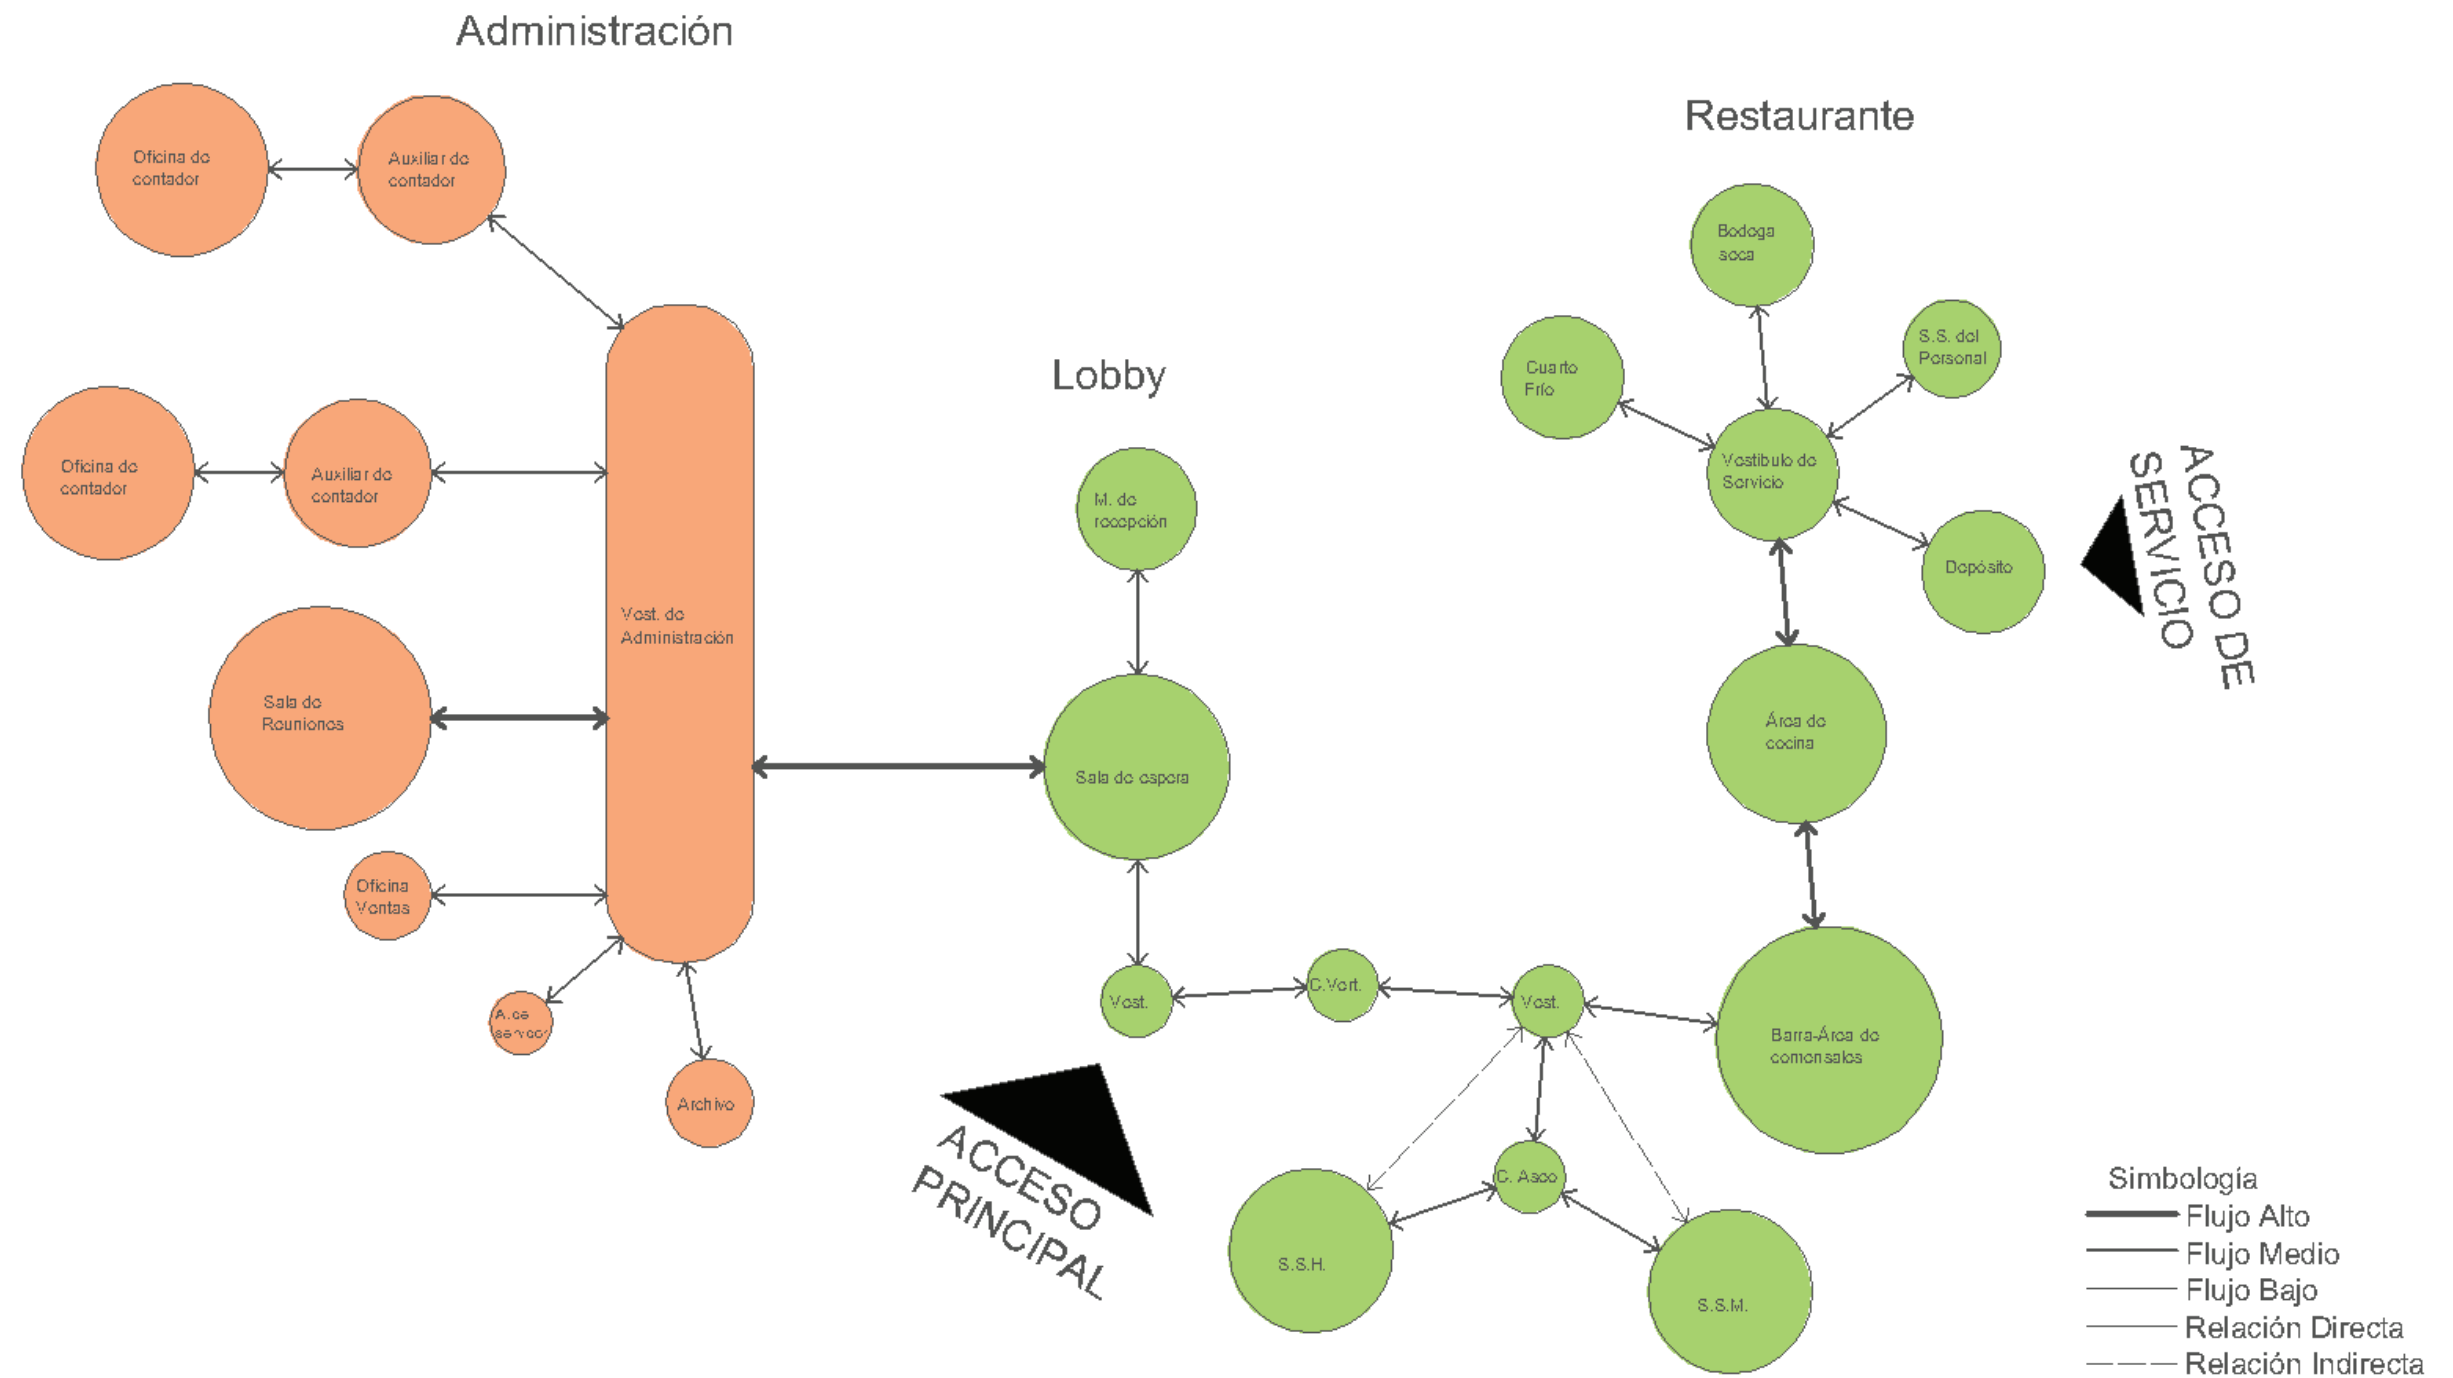 Administración
Oficina de
contador
Auxiliar de
contador
Oficina de
contador
Auxiliar de
contador
Vest. de
Administración
Sala de
Reuniones
Oficina
Ventas
A.de
servidor
Archivo
Lobby
M. de
recepción
Sala de espera
Vest.
C.Vert.
Vest.
C. Aseo
S.S.H.
S.S.M.
Restaurante
Bodega
seca
S.S. del
Personal
Cuarto
Frío
Vestíbulo de
Servicio
Depósito
Área de
cocina
Barra-Área de
comensales
ACCESO DE
SERVICIO
ACCESO
PRINCIPAL
Simbología
Flujo Alto
Flujo Medio
Flujo Bajo
Relación Directa
Relación Indirecta